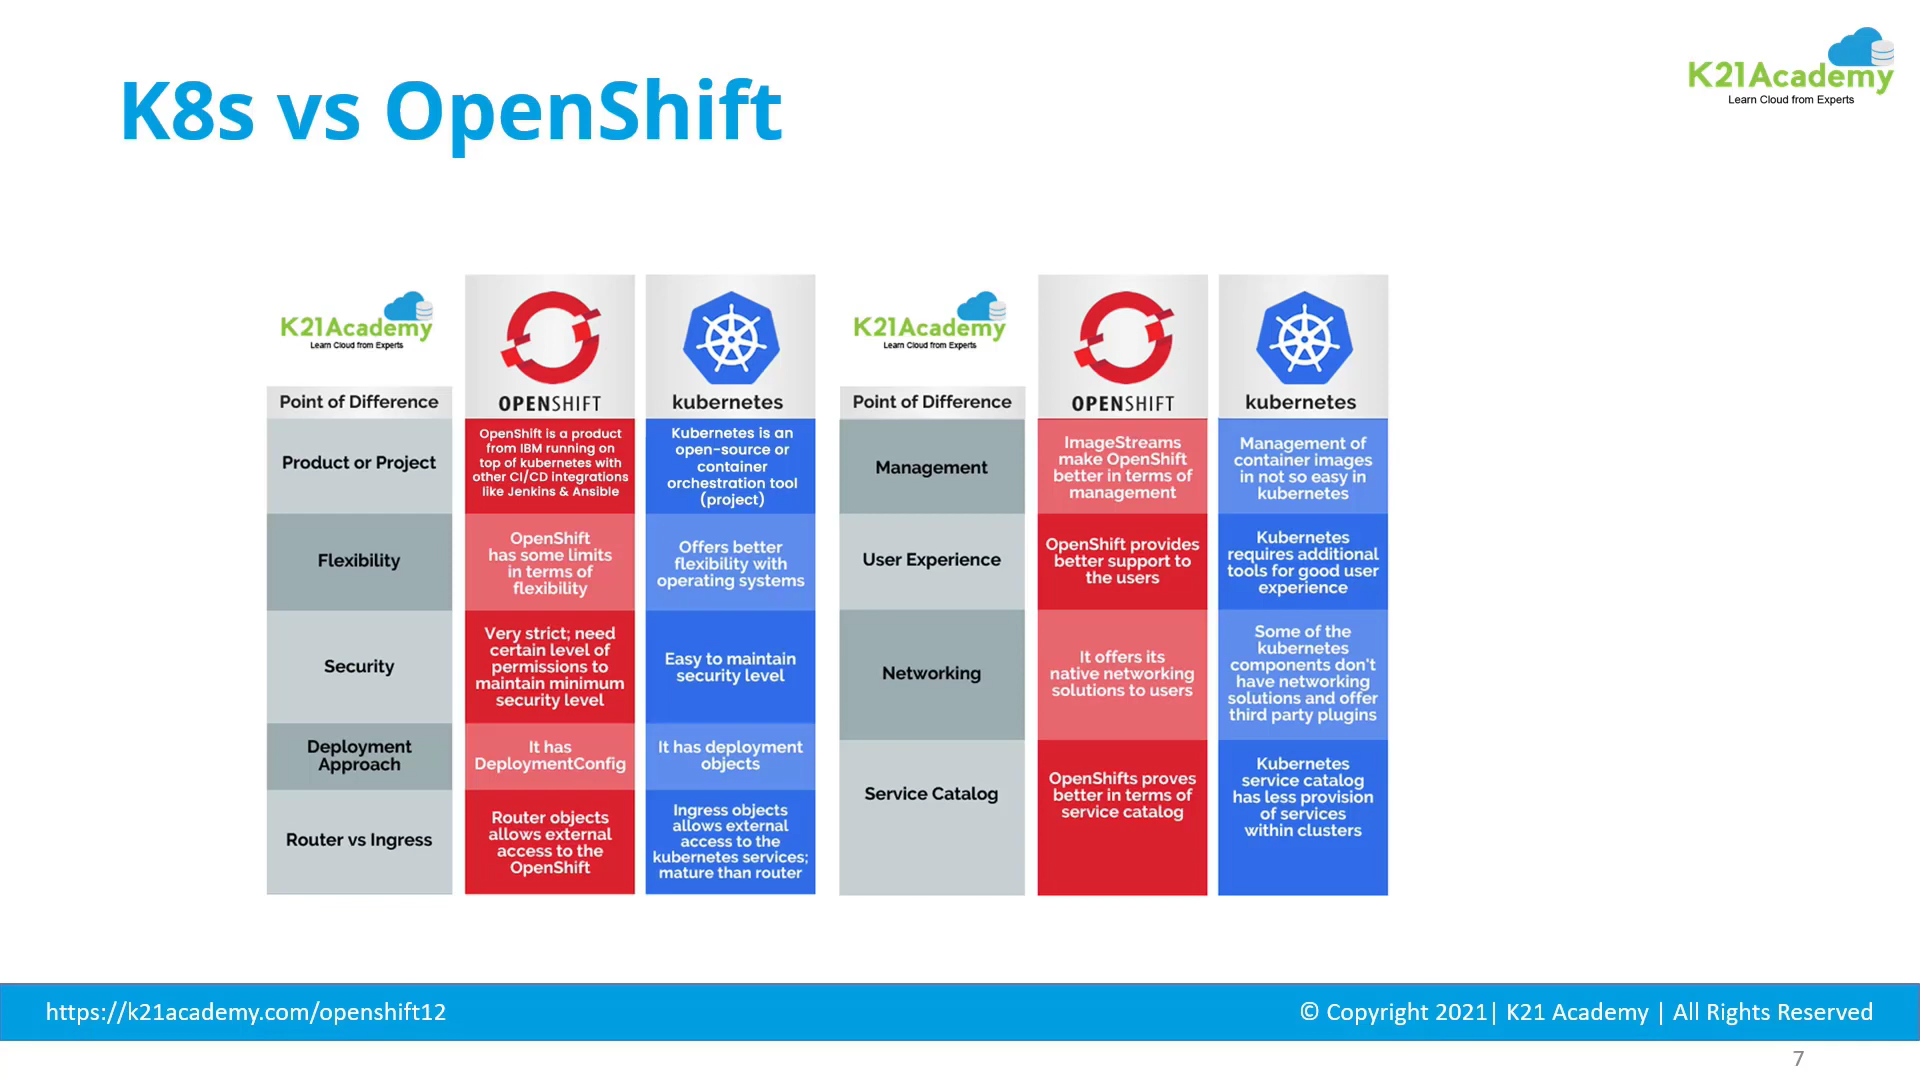 K8s vs OpenShift
K21Academy
Learn Cloud from Experts
K21Academy
Learn Cloud from Experts
OPENSHIFT
kubernetes
Point of Difference
Product or Project
OpenShift is a product
from IBM running on
top of kubernetes with
other CI/CD integrations
like Jenkins & Ansible
Kubernetes is an
open-source or
container
orchestration tool
(project)
Flexibility
OpenShift
has some limits
in terms of
flexibility
Offers better
flexibility with
operating systems
Security
Very strict; need
certain level of
permissions to
maintain minimum
security level
Easy to maintain
security level
Deployment
Approach
It has
DeploymentConfig
It has deployment
objects
Router vs Ingress
Router objects
allows external
access to the
OpenShift
Ingress objects
allows external
access to the
kubernetes services;
mature than router
K21Academy
Learn Cloud from Experts
OPENSHIFT
kubernetes
Point of Difference
Management
ImageStreams
make OpenShift
better in terms of
management
Management of
container images
in not so easy in
kubernetes
User Experience
OpenShift provides
better support to
the users
Kubernetes
requires additional
tools for good user
experience
Networking
It offers its
native networking
solutions to users
Some of the
kubernetes
components don't
have networking
solutions and offer
third party plugins
Service Catalog
OpenShifts proves
better in terms of
service catalog
Kubernetes
service catalog
has less provision
of services
within clusters
https://k21academy.com/openshift12
© Copyright 2021| K21 Academy | All Rights Reserved
7